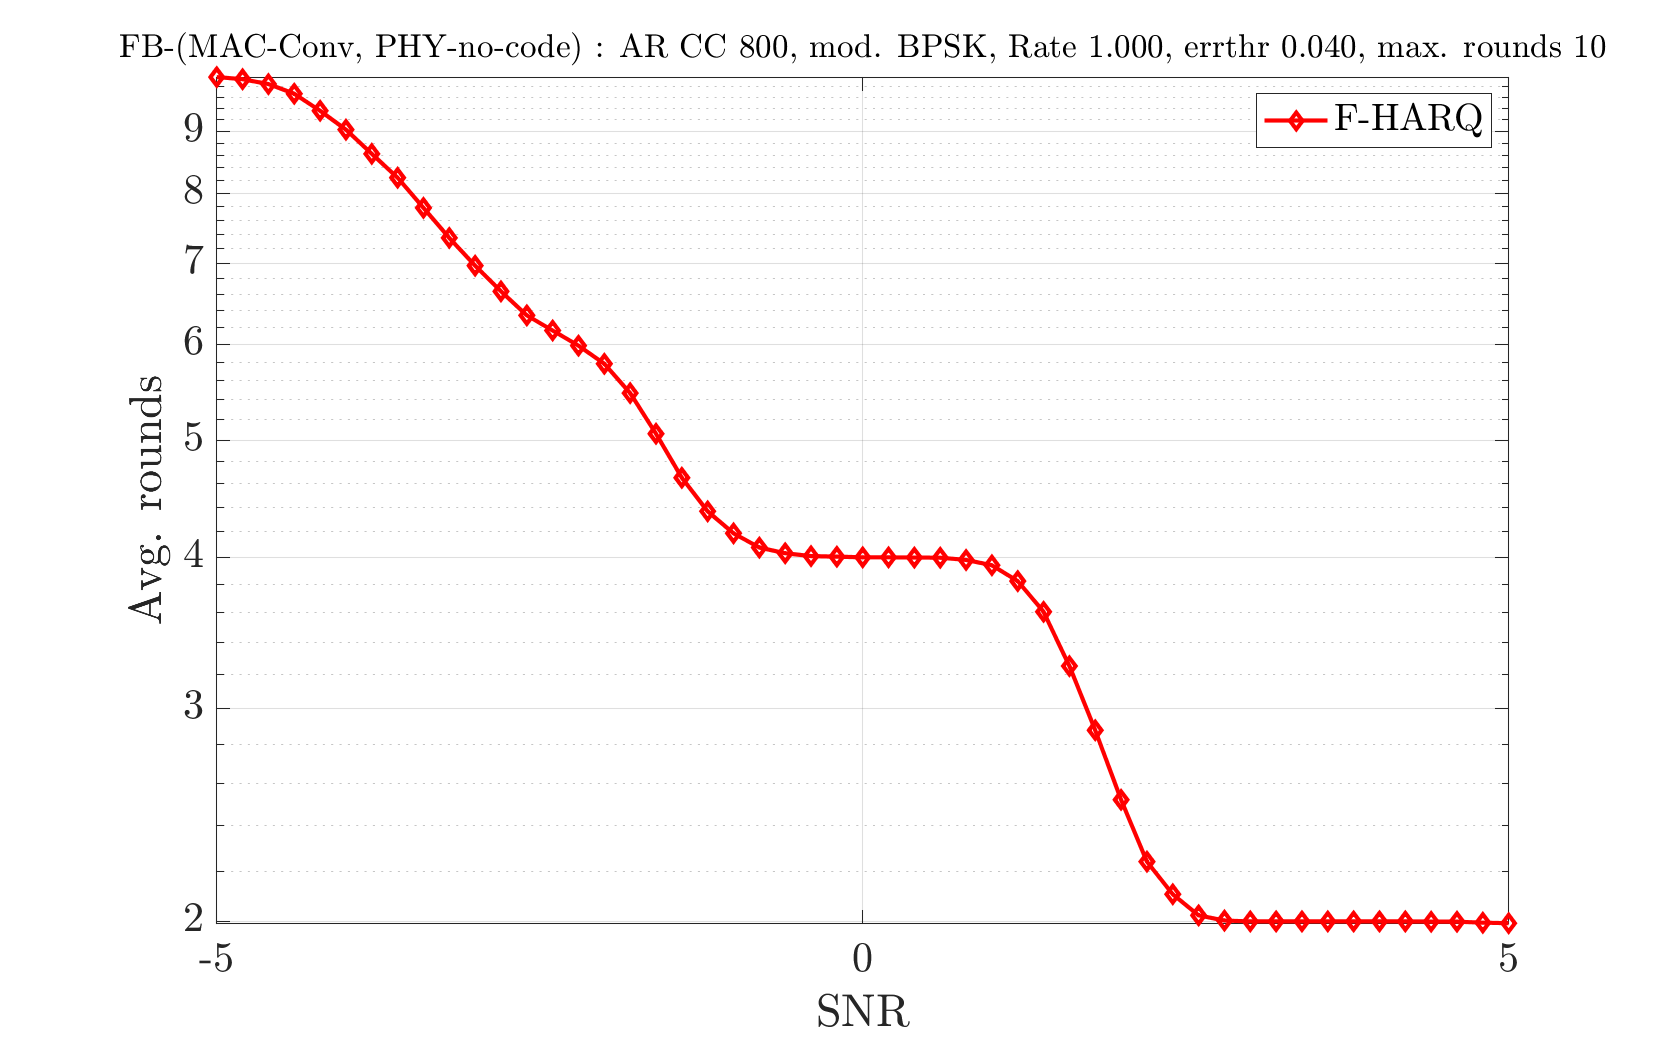 FB-(MAC-Conv, PHY-no-code) : AR CC 800, mod. BPSK, Rate 1.000, errthr 0.040, max. rounds 10
F-HARQ
9
8
7
6
5
4
3
2
Avg. rounds
-5 0 5
SNR